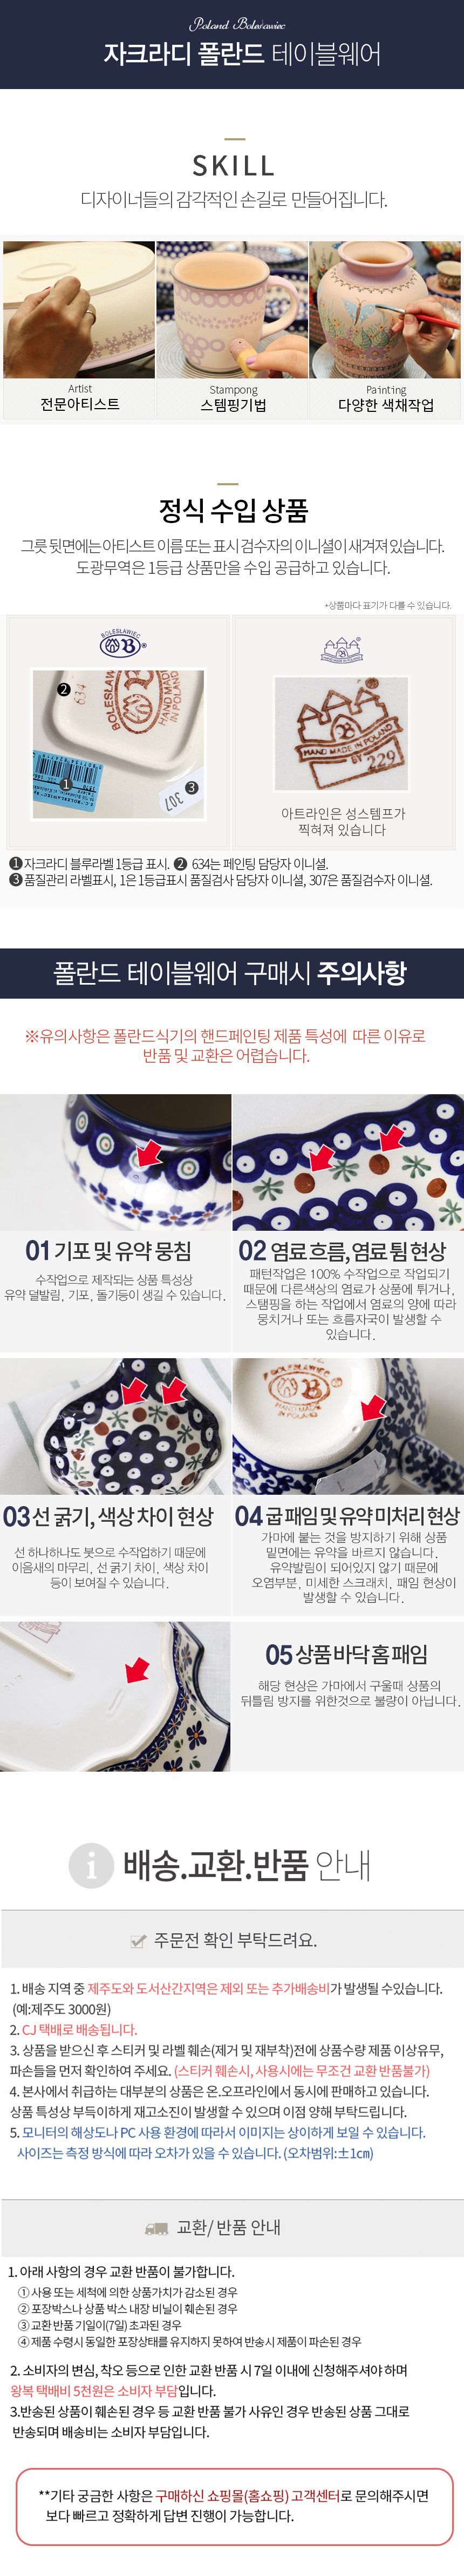 Poland Bolesławiec
자크라디 폴란드 테이블웨어
SKILL
디자이너들의 감각적인 손길로 만들어집니다.
Artist
전문아티스트
Stampong
스템핑기법
Painting
다양한 색채작업
정식 수입 상품
그릇 뒷면에는 아티스트 이름 또는 표시 검수자의 이니셜이 새겨져 있습니다.
도광무역은 1등급 상품만을 수입 공급하고 있습니다.
*상품마다 표기가 다를 수 있습니다.
BOLESŁAWIEC
B ®
2
634
BOLESŁAWIEC
HAND MADE
IN POLAND
1
3
307
HAND MADE IN POLAND
BY 229
아트라인은 성스템프가
찍혀져 있습니다
1 자크라디 블루라벨 1등급 표시. 2 634는 페인팅 담당자 이니셜.
3 품질관리 라벨표시, 1은 1등급표시 품질검사 담당자 이니셜, 307은 품질검수자 이니셜.
폴란드 테이블웨어 구매시 주의사항
※유의사항은 폴란드식기의 핸드페인팅 제품 특성에 따른 이유로
반품 및 교환은 어렵습니다.
01 기포 및 유약 뭉침
수작업으로 제작되는 상품 특성상
유약 덜발림, 기포, 돌기등이 생길 수 있습니다.
02 염료 흐름, 염료 튐 현상
패턴작업은 100% 수작업으로 작업되기
때문에 다른색상의 염료가 상품에 튀거나,
스탬핑을 하는 작업에서 염료의 양에 따라
뭉치거나 또는 흐름자국이 발생할 수
있습니다.
BOLESŁAWIEC
B
HAND MADE
IN POLAND
03 선 굵기, 색상 차이 현상
선 하나하나도 붓으로 수작업하기 때문에
이음새의 마무리, 선 굵기 차이, 색상 차이
등이 보여질 수 있습니다.
04 굽 패임 및 유약 미처리 현상
가마에 붙는 것을 방지하기 위해 상품
밑면에는 유약을 바르지 않습니다.
유약발림이 되어있지 않기 때문에
오염부분, 미세한 스크래치, 패임 현상이
발생할 수 있습니다.
05 상품 바닥 홈 패임
해당 현상은 가마에서 구울때 상품의
뒤틀림 방지를 위한것으로 불량이 아닙니다.
i 배송.교환.반품 안내
주문전 확인 부탁드려요.
1. 배송 지역 중 제주도와 도서산간지역은 제외 또는 추가배송비가 발생될 수있습니다.
(예:제주도 3000원)
2. CJ 택배로 배송됩니다.
3. 상품을 받으신 후 스티커 및 라벨 훼손(제거 및 재부착)전에 상품수량 제품 이상유무,
파손등을 먼저 확인하여 주세요. (스티커 훼손시, 사용시에는 무조건 교환 반품불가)
4. 본사에서 취급하는 대부분의 상품은 온.오프라인에서 동시에 판매하고 있습니다.
상품 특성상 부득이하게 재고소진이 발생할 수 있으며 이점 양해 부탁드립니다.
5. 모니터의 해상도나 PC 사용 환경에 따라서 이미지는 상이하게 보일 수 있습니다.
사이즈는 측정 방식에 따라 오차가 있을 수 있습니다. (오차범위:±1㎝)
교환/ 반품 안내
1. 아래 사항의 경우 교환 반품이 불가합니다.
① 사용 또는 세척에 의한 상품가치가 감소된 경우
② 포장박스나 상품 박스 내장 비닐이 훼손된 경우
③ 교환 반품 기일이(7일) 초과된 경우
④ 제품 수령시 동일한 포장상태를 유지하지 못하여 반송시 제품이 파손된 경우
2. 소비자의 변심, 착오 등으로 인한 교환 반품 시 7일 이내에 신청해주셔야 하며
왕복 택배비 5천원은 소비자 부담입니다.
3.반송된 상품이 훼손된 경우 등 교환 반품 불가 사유인 경우 반송된 상품 그대로
반송되며 배송비는 소비자 부담입니다.
**기타 궁금한 사항은 구매하신 쇼핑몰(홈쇼핑) 고객센터로 문의해주시면
보다 빠르고 정확하게 답변 진행이 가능합니다.